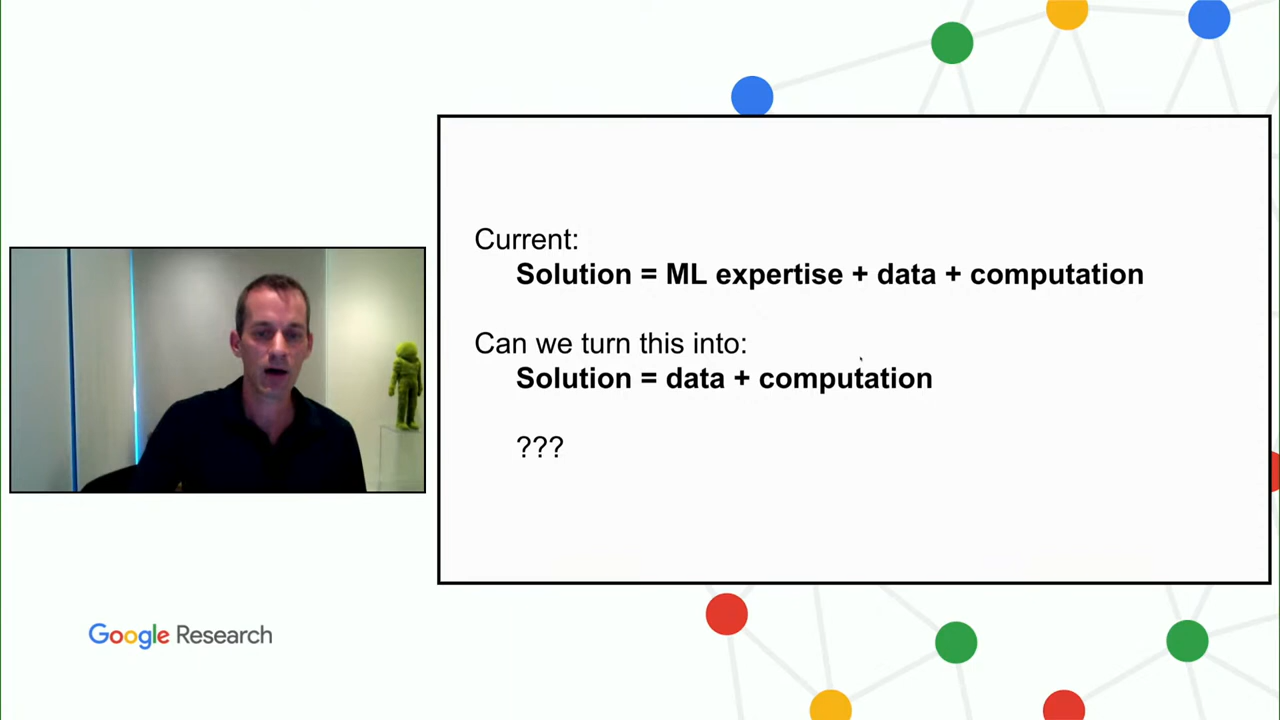 Current:
Solution = ML expertise + data + computation
Can we turn this into:
Solution = data + computation
???
Google Research